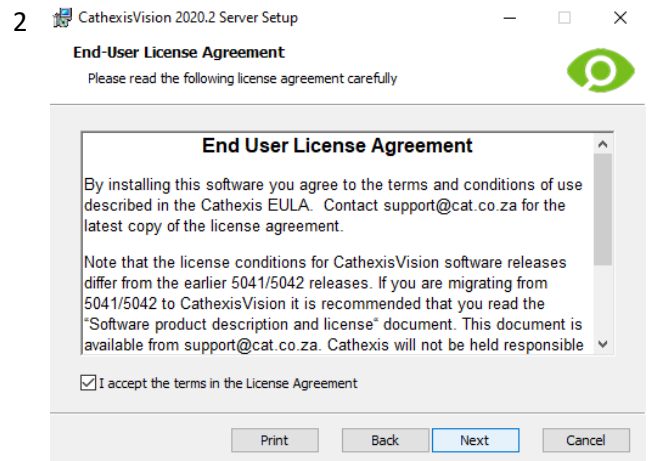 2
CathexisVision 2020.2 Server Setup
End-User License Agreement
Please read the following license agreement carefully
End User License Agreement
By installing this software you agree to the terms and conditions of use
described in the Cathexis EULA.  Contact support@cat.co.za for the
latest copy of the license agreement.
Note that the license conditions for CathexisVision software releases
differ from the earlier 5041/5042 releases. If you are migrating from
5041/5042 to CathexisVision it is recommended that you read the
“Software product description and license“ document. This document is
available from support@cat.co.za. Cathexis will not be held responsible
I accept the terms in the License Agreement
Print Back Next Cancel